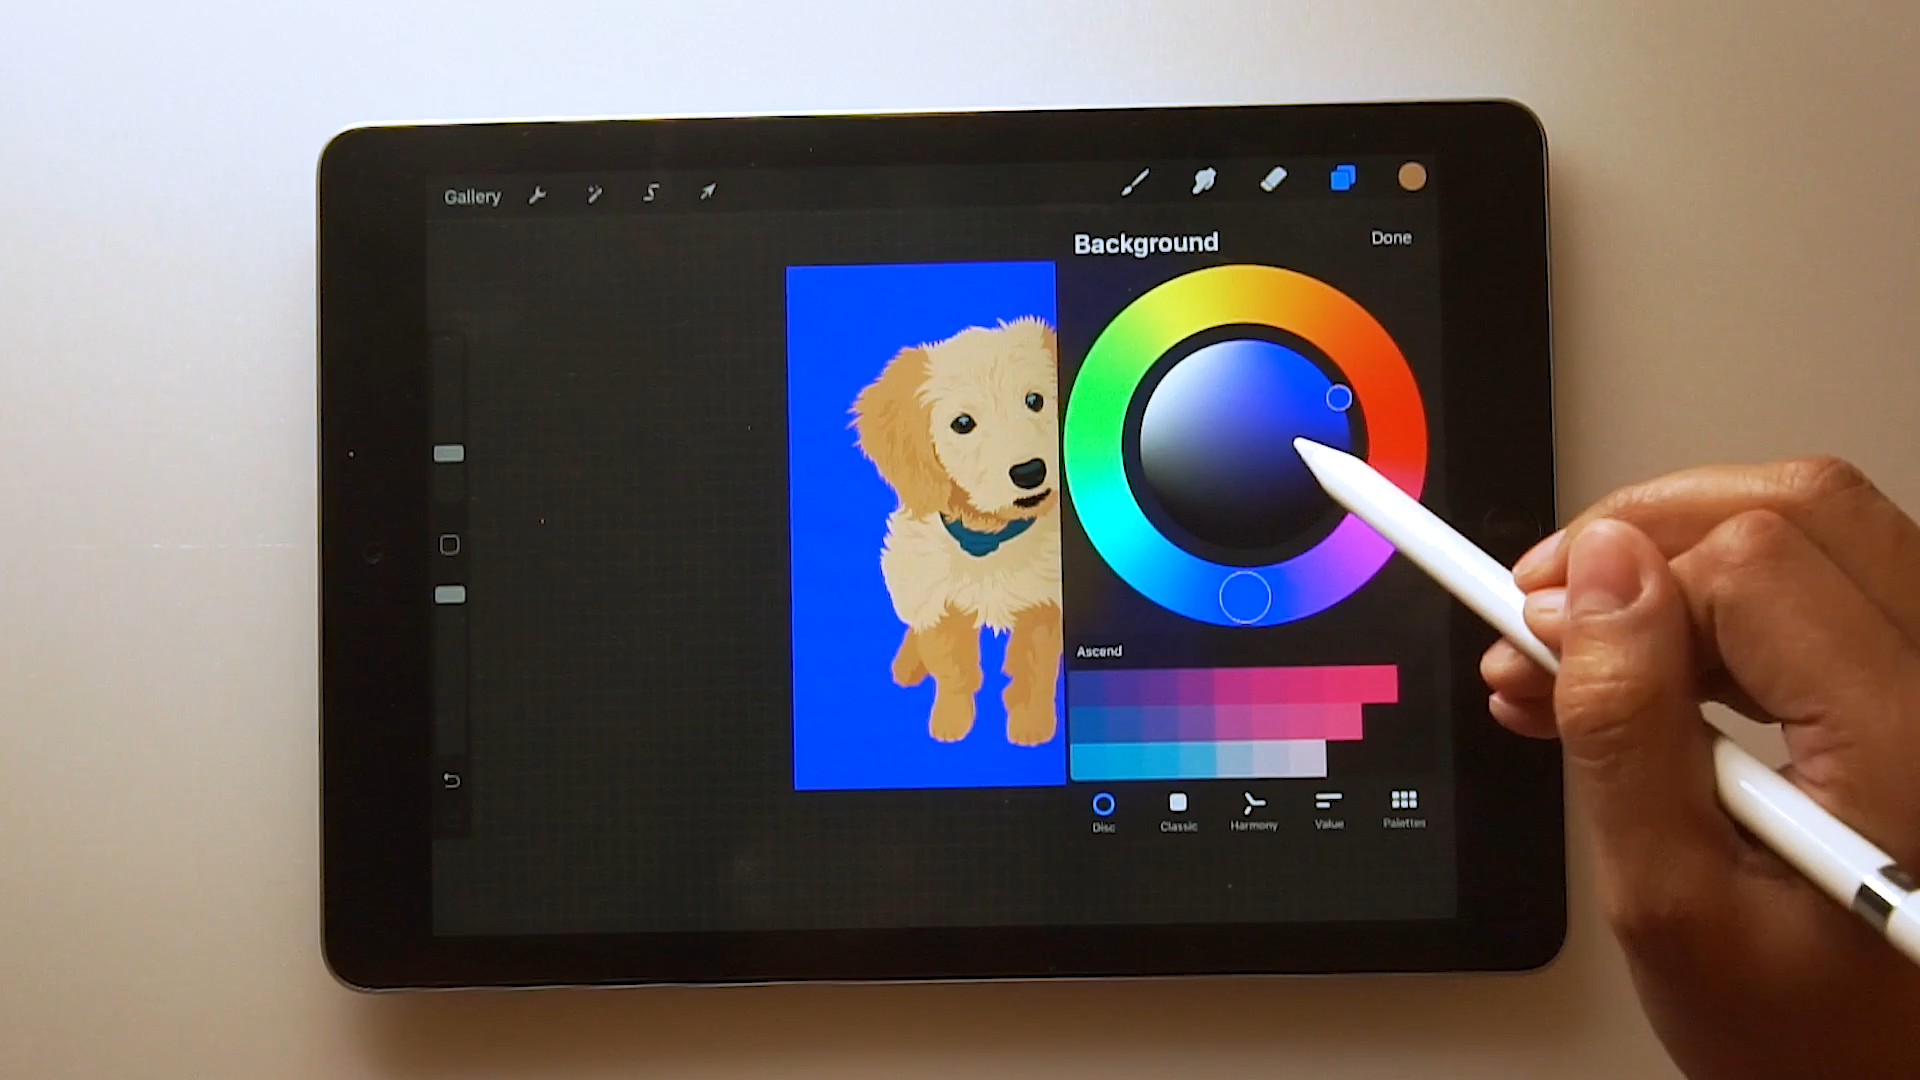 Gallery
Background
Done
Ascend
Disc
Classic
Harmony
Value
Palettes